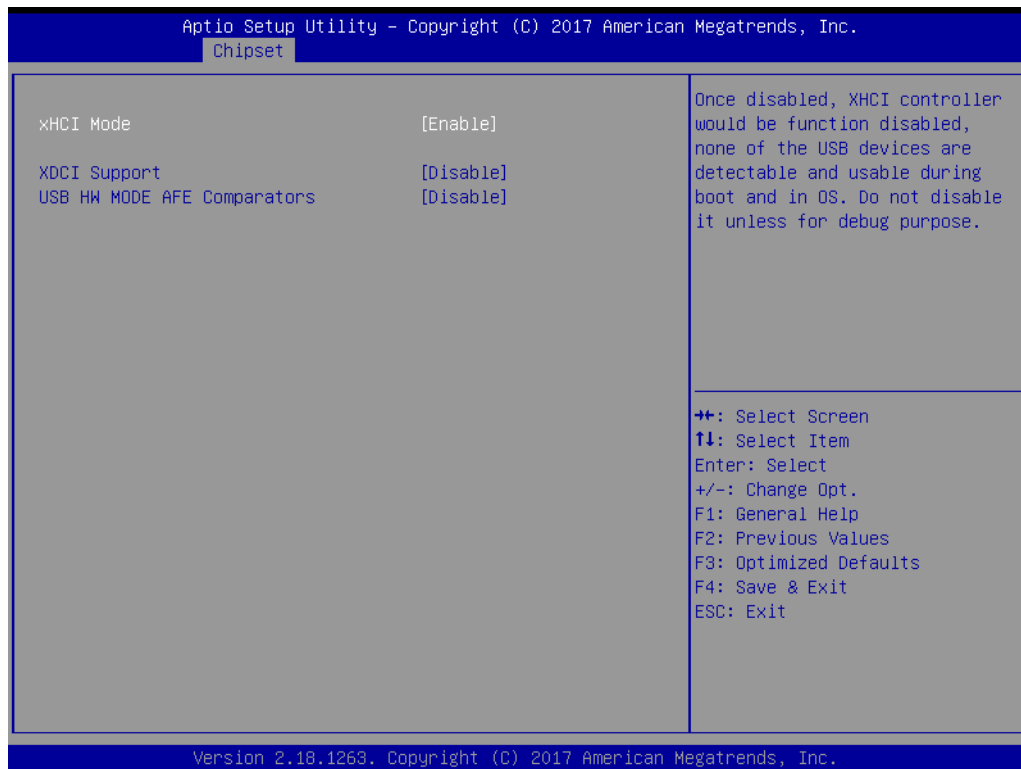 Aptio Setup Utility – Copyright (C) 2017 American Megatrends, Inc.
Chipset
xHCI Mode [Enable]
XDCI Support [Disable]
USB HW MODE AFE Comparators [Disable]
Once disabled, XHCI controller
would be function disabled,
none of the USB devices are
detectable and usable during
boot and in OS. Do not disable
it unless for debug purpose.
→←: Select Screen
↑↓: Select Item
Enter: Select
+/-: Change Opt.
F1: General Help
F2: Previous Values
F3: Optimized Defaults
F4: Save & Exit
ESC: Exit
Version 2.18.1263. Copyright (C) 2017 American Megatrends, Inc.